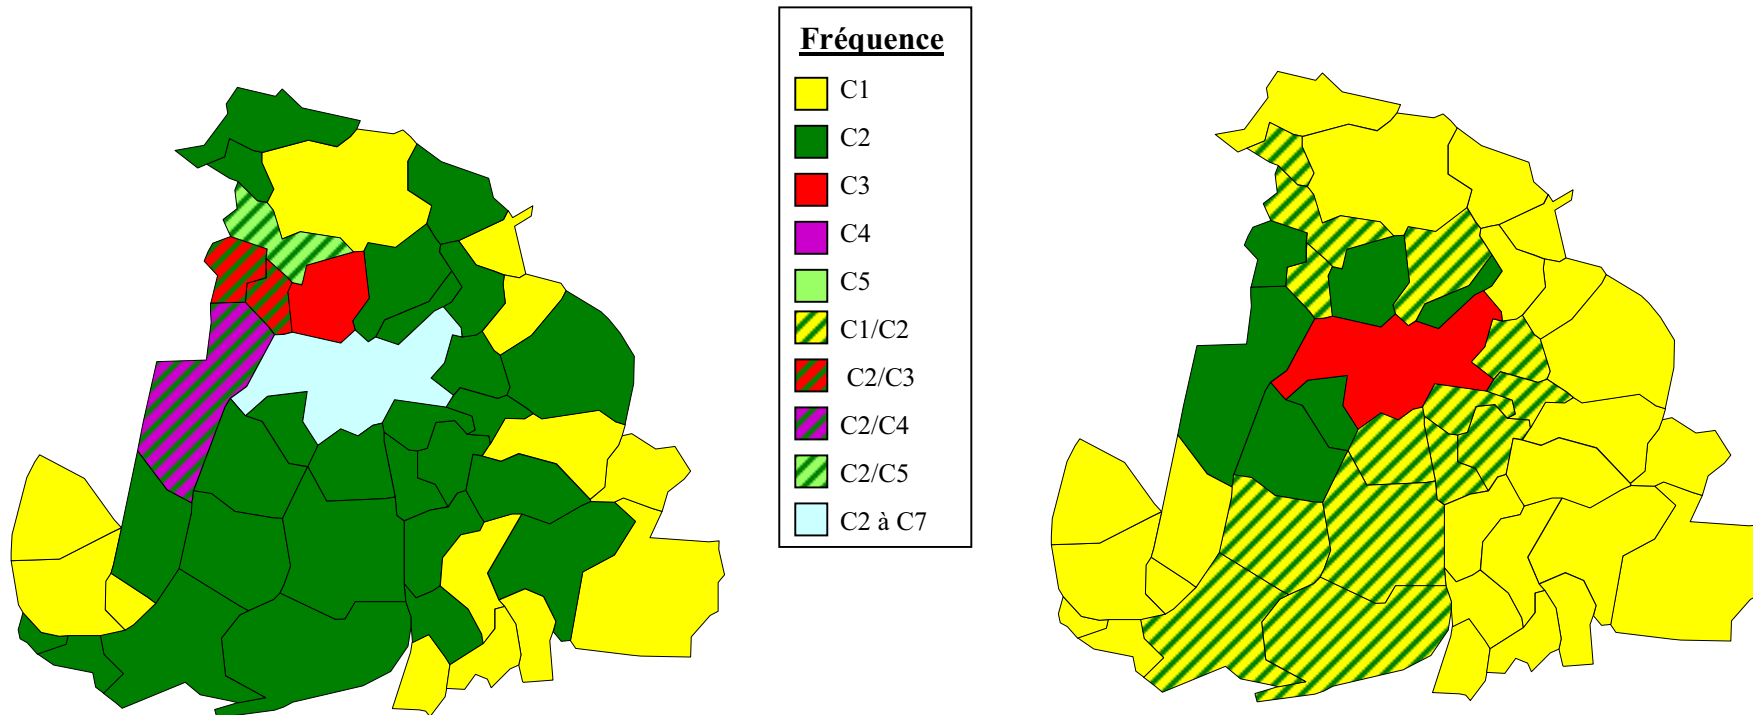 Fréquence
C1
C2
C3
C4
C5
C1/C2
C2/C3
C2/C4
C2/C5
C2 à C7